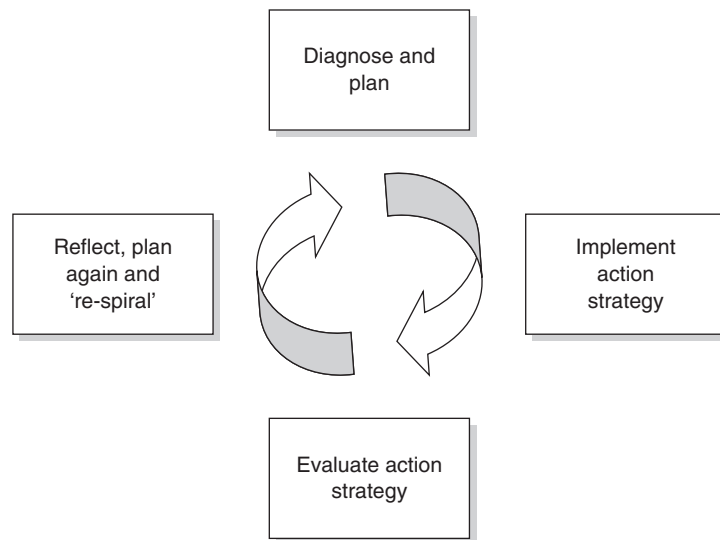 Diagnose and
plan
Implement
action
strategy
Evaluate action
strategy
Reflect, plan
again and
‘re-spiral’